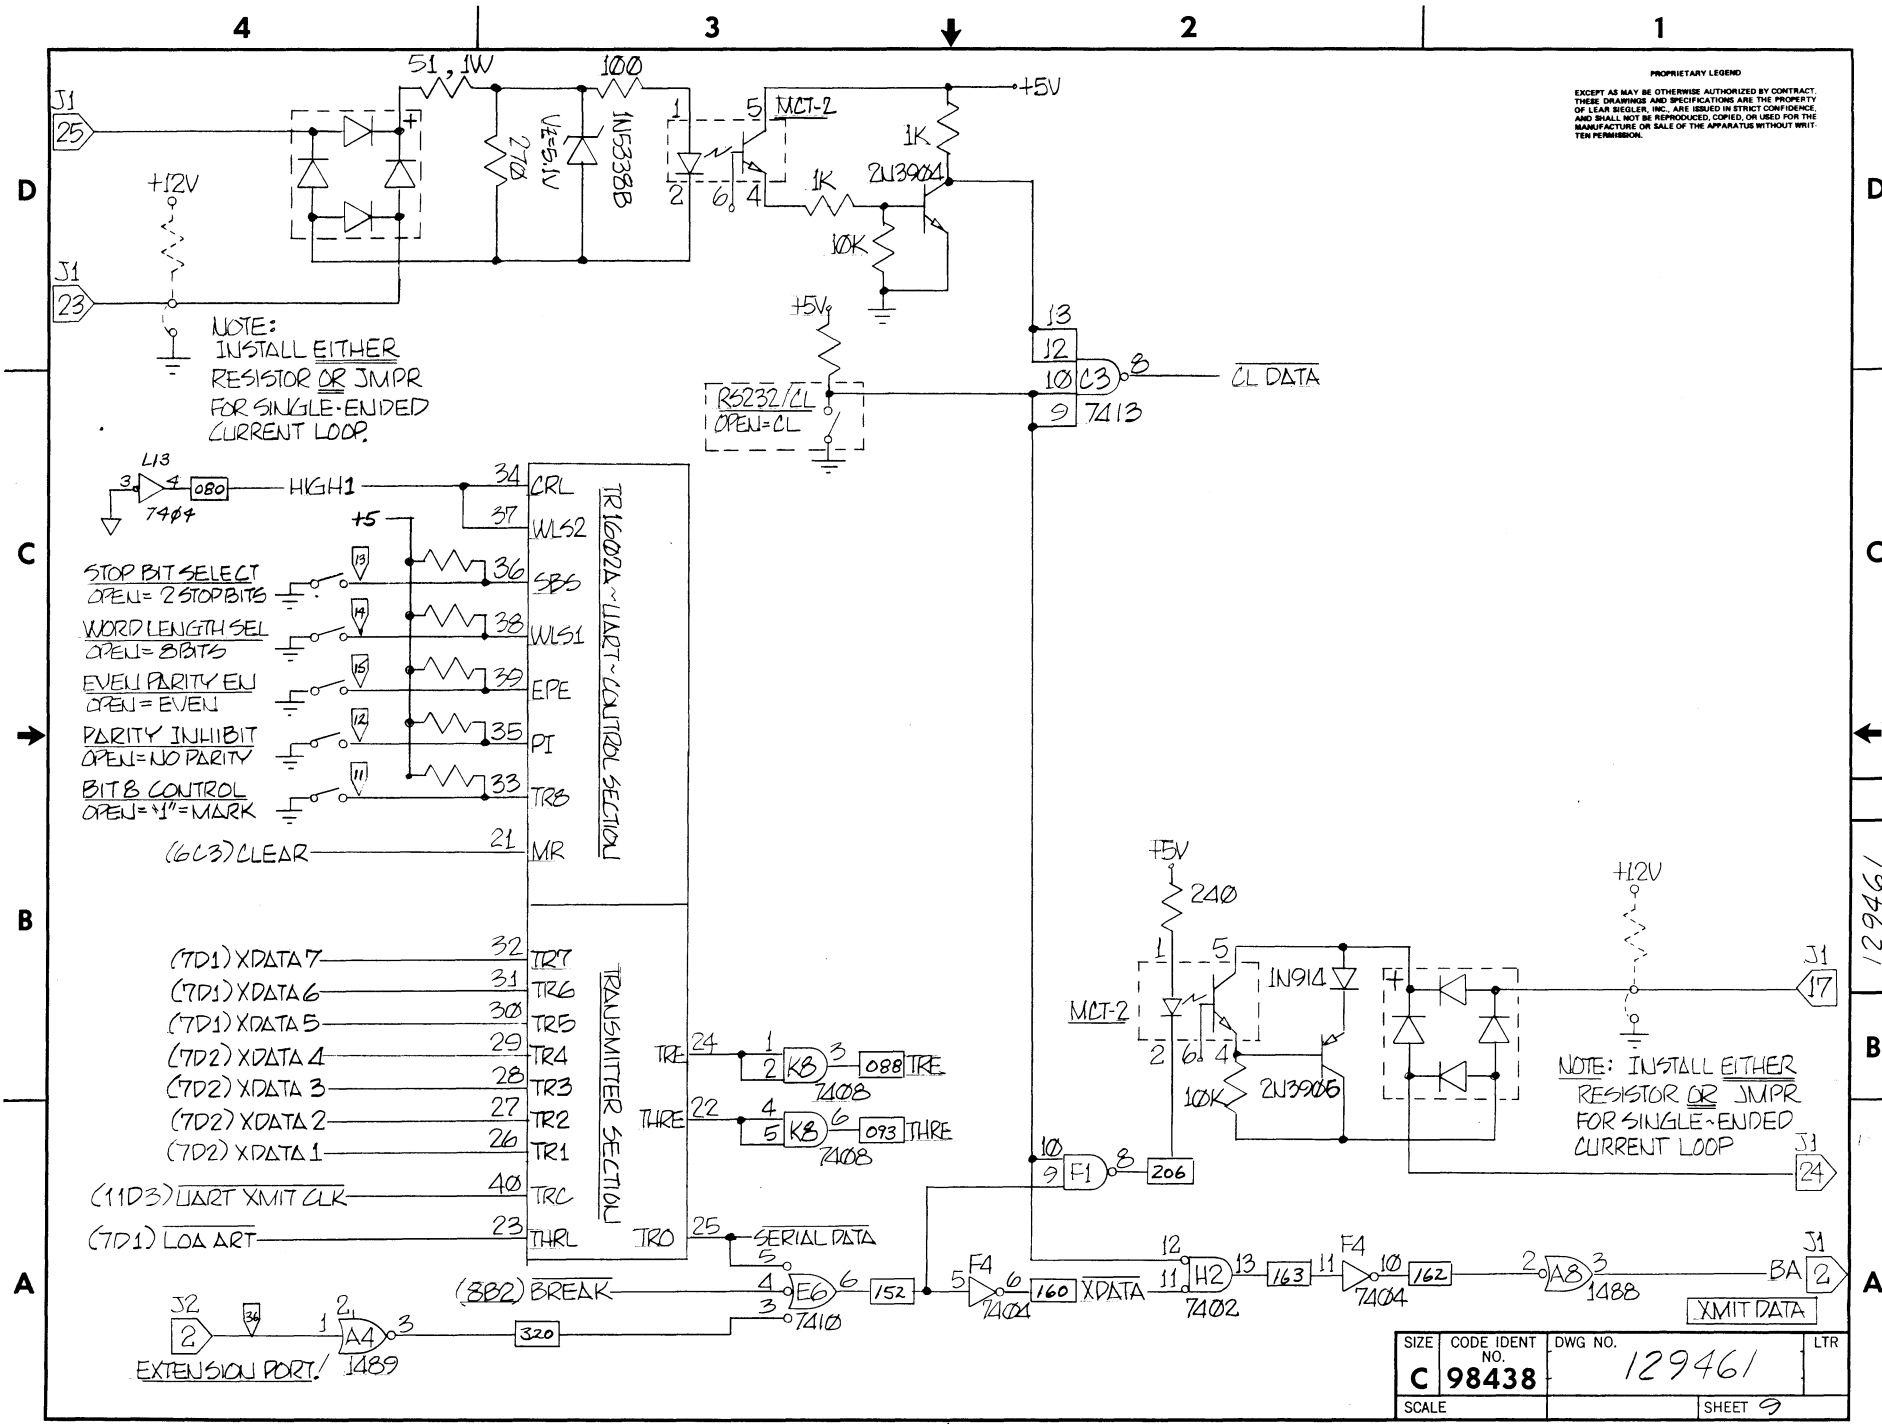 4
3
2
1
PROPRIETARY LEGEND
EXCEPT AS MAY BE OTHERWISE AUTHORIZED BY CONTRACT,
THESE DRAWINGS AND SPECIFICATIONS ARE THE PROPERTY
OF LEAR SIEGLER, INC., ARE ISSUED IN STRICT CONFIDENCE,
AND SHALL NOT BE REPRODUCED, COPIED, OR USED FOR THE
MANUFACTURE OR SALE OF THE APPARATUS WITHOUT WRIT-
TEN PERMISSION.
D
D
J1
25
51, 1W
100
+
270
VZ=5.1V
1N5338B
1
2
5
MCT-2
6
4
+5V
1K
1K
2N3904
10K
+12V
J1
23
NOTE:
INSTALL EITHER
RESISTOR OR JMPR
FOR SINGLE-ENDED
CURRENT LOOP.
+5V
RS232/CL
OPEN=CL
13
12
10
9
C3
7413
8
CL DATA
C
C
L13
3
4
7404
080
HIGH1
+5
34
CRL
37
WLS2
TR1602A~UART~CONTROL SECTION
STOP BIT SELECT
OPEN= 2 STOP BITS
13
36
SBS
WORD LENGTH SEL
OPEN= 8BITS
14
38
WLS1
EVEN PARITY EN
OPEN = EVEN
15
39
EPE
PARITY INHIBIT
OPEN=NO PARITY
12
35
PI
BIT 8 CONTROL
OPEN="1"=MARK
11
33
TR8
(6C3) CLEAR
21
MR
B
B
(7D1) XDATA 7
32
TR7
(7D1) XDATA 6
31
TR6
(7D1) XDATA 5
30
TR5
(7D2) XDATA 4
29
TR4
(7D2) XDATA 3
28
TR3
(7D2) XDATA 2
27
TR2
(7D2) XDATA 1
26
TR1
(11D3) UART XMIT CLK
40
TRC
(7D1) LOA ART
23
THRL
TRANSMITTER SECTION
TRE
24
1
2
K8
7408
3
088
TRE
THRE
22
4
5
K8
7408
6
093
THRE
TRO
25
SERIAL DATA
+5V
240
1
5
MCT-2
2
6
4
1N914
10K
2N3905
+
+12V
J1
17
NOTE: INSTALL EITHER
RESISTOR OR JMPR
FOR SINGLE~ENDED
CURRENT LOOP
J1
24
10
9
F1
8
206
A
A
(8B2) BREAK
5
4
3
E6
7410
6
152
5
F4
6
7404
160
XDATA
12
11
H2
7402
13
163
11
F4
10
7404
162
2
A8
3
1488
BA
J1
2
XMIT DATA
J2
2
36
1
2
A4
3
1489
320
EXTENSION PORT!
129461
SIZE
C
CODE IDENT
NO.
98438
DWG NO.
129461
LTR
SCALE
SHEET 9